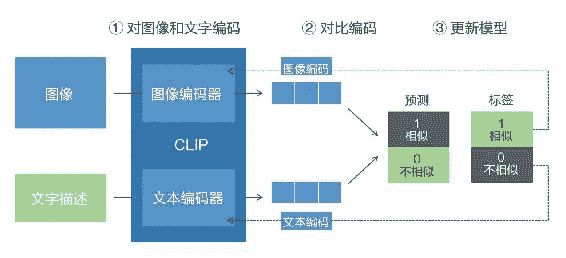 ① 对图像和文字编码
② 对比编码
③ 更新模型
图像
图像编码器
图像编码
CLIP
文字描述
文本编码器
文本编码
预测
1
相似
0
不相似
标签
1
相似
0
不相似